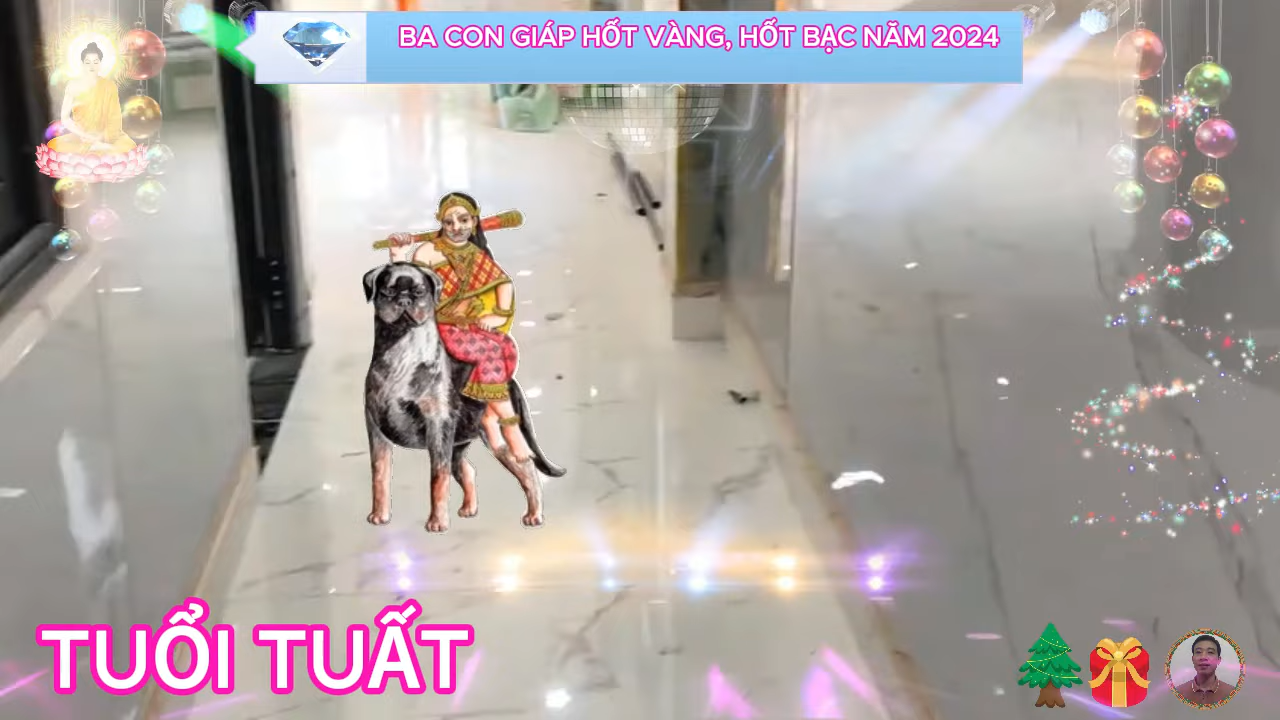 BA CON GIÁP HỐT VÀNG, HỐT BẠC NĂM 2024
TUỔI TUẤT